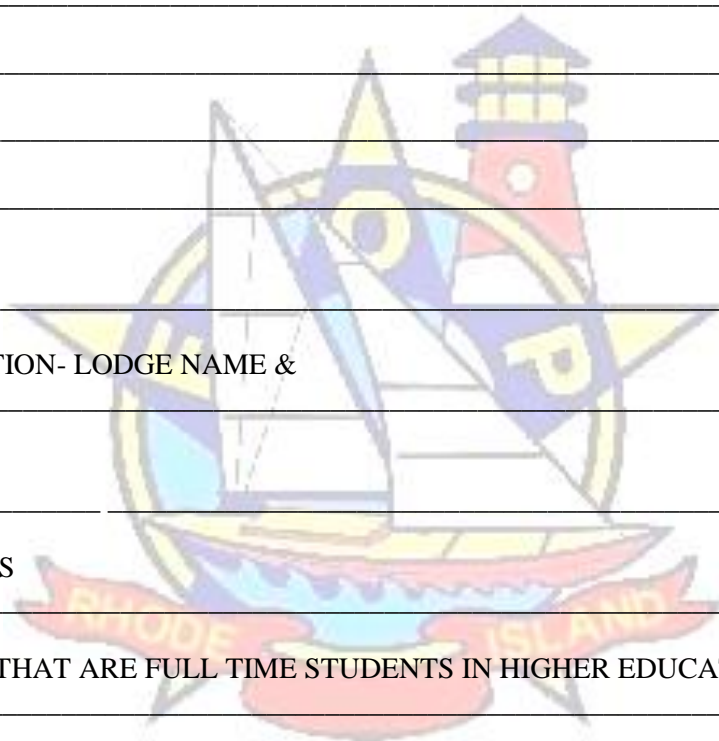 F O P
TION- LODGE NAME &
S
RHODE ISLAND
THAT ARE FULL TIME STUDENTS IN HIGHER EDUCA